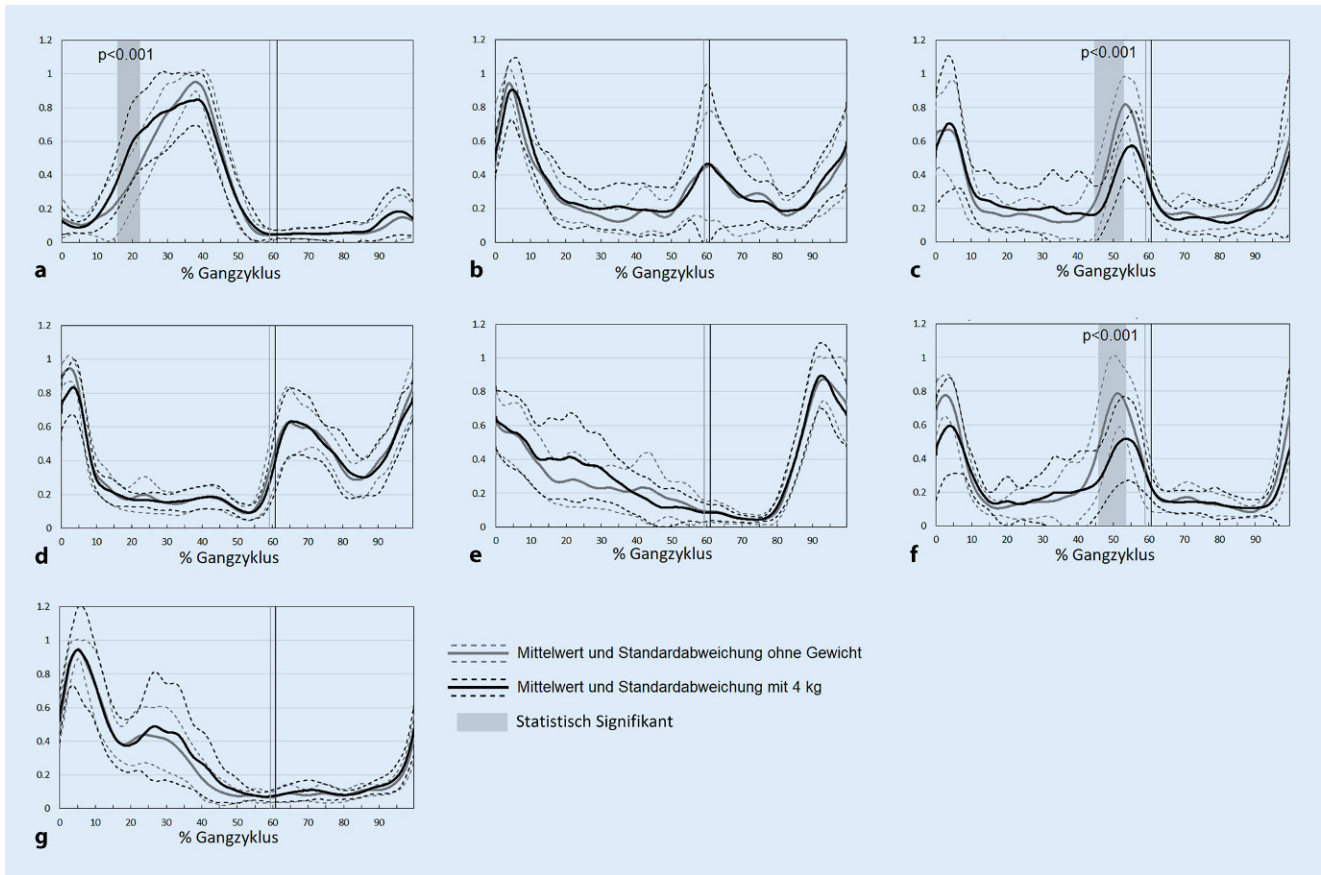 p<0.001
1.2
1
0.8
0.6
0.4
0.2
0
0 10 20 30 40 50 60 70 80 90
% Gangzyklus
a
1.2
1
0.8
0.6
0.4
0.2
0
0 10 20 30 40 50 60 70 80 90
% Gangzyklus
b
p<0.001
1.2
1
0.8
0.6
0.4
0.2
0
0 10 20 30 40 50 60 70 80 90
% Gangzyklus
c
1.2
1
0.8
0.6
0.4
0.2
0
0 10 20 30 40 50 60 70 80 90
% Gangzyklus
d
1.2
1
0.8
0.6
0.4
0.2
0
0 10 20 30 40 50 60 70 80 90
% Gangzyklus
e
p<0.001
1.2
1
0.8
0.6
0.4
0.2
0
0 10 20 30 40 50 60 70 80 90
% Gangzyklus
f
1.2
1
0.8
0.6
0.4
0.2
0
0 10 20 30 40 50 60 70 80 90
% Gangzyklus
g
Mittelwert und Standardabweichung ohne Gewicht
Mittelwert und Standardabweichung mit 4 kg
Statistisch Signifikant